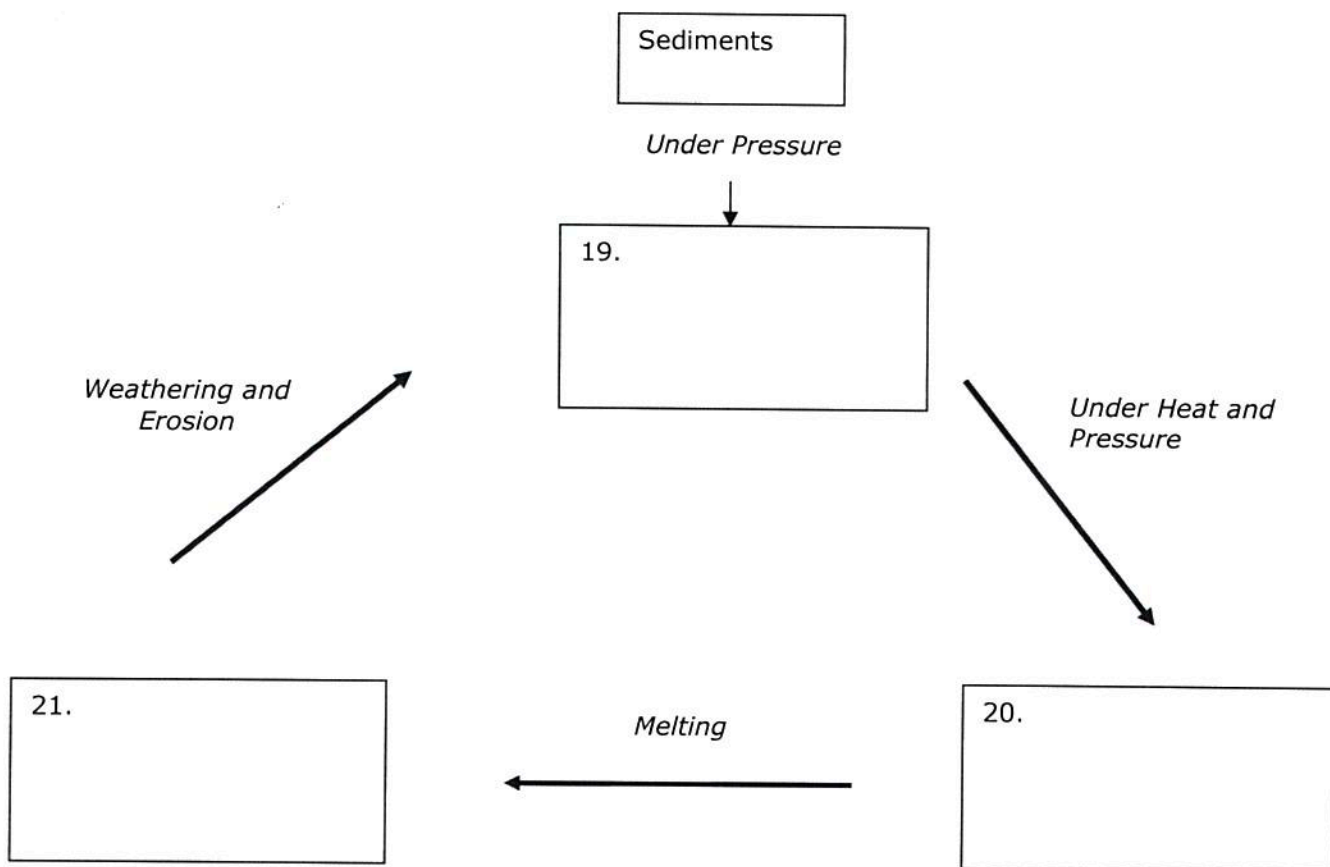 Sediments
Under Pressure
19.
Weathering and
Erosion
Under Heat and
Pressure
21.
Melting
20.